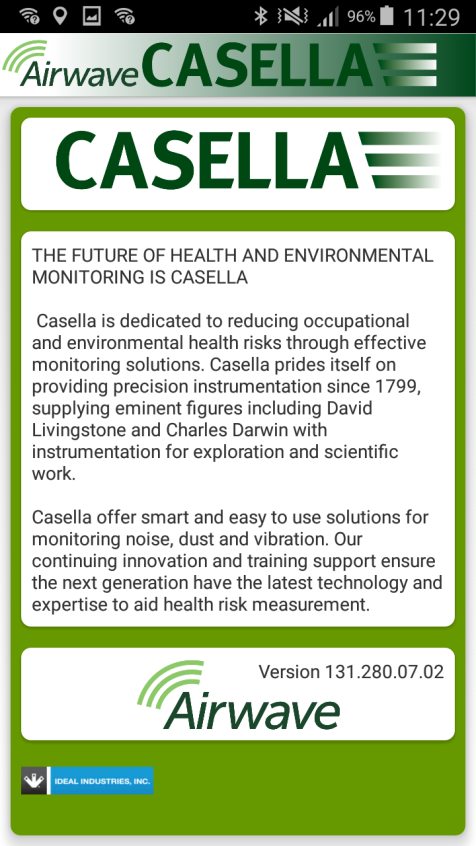 96% 11:29
Airwave CASELLA
CASELLA
THE FUTURE OF HEALTH AND ENVIRONMENTAL
MONITORING IS CASELLA
Casella is dedicated to reducing occupational
and environmental health risks through effective
monitoring solutions. Casella prides itself on
providing precision instrumentation since 1799,
supplying eminent figures including David
Livingstone and Charles Darwin with
instrumentation for exploration and scientific
work.
Casella offer smart and easy to use solutions for
monitoring noise, dust and vibration. Our
continuing innovation and training support ensure
the next generation have the latest technology and
expertise to aid health risk measurement.
Version 131.280.07.02
Airwave
IDEAL INDUSTRIES, INC.